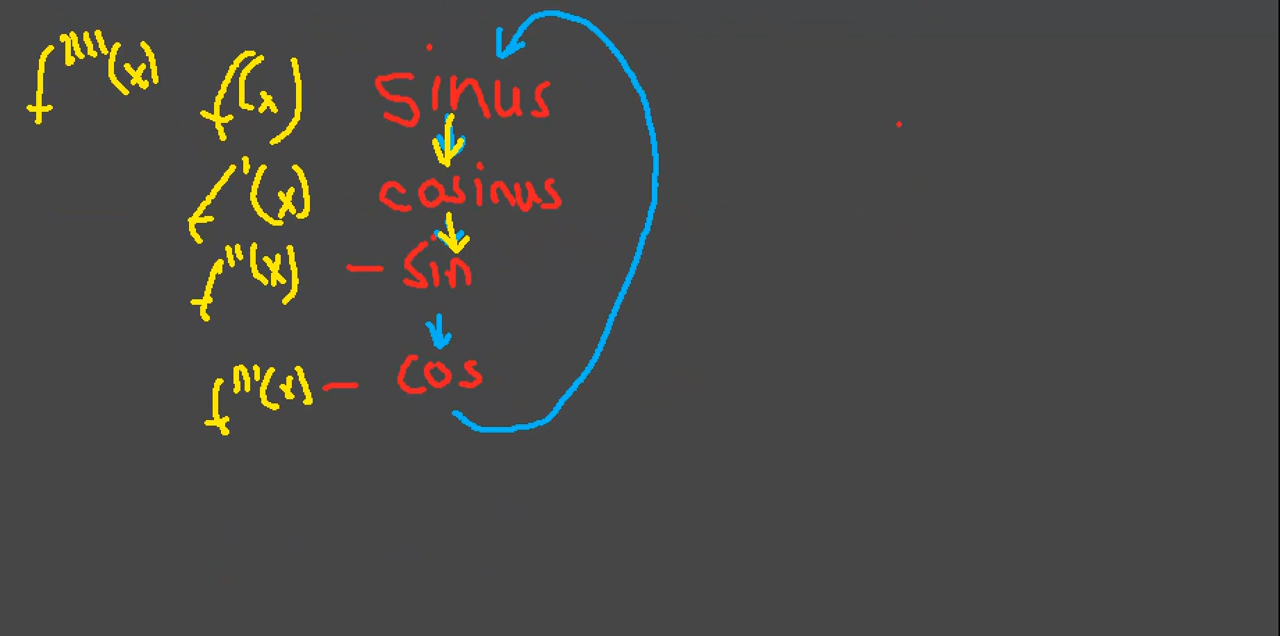 f''''(x) f(x) sinus
f'(x) cosinus
f''(x) - sin
f'''(x) - cos